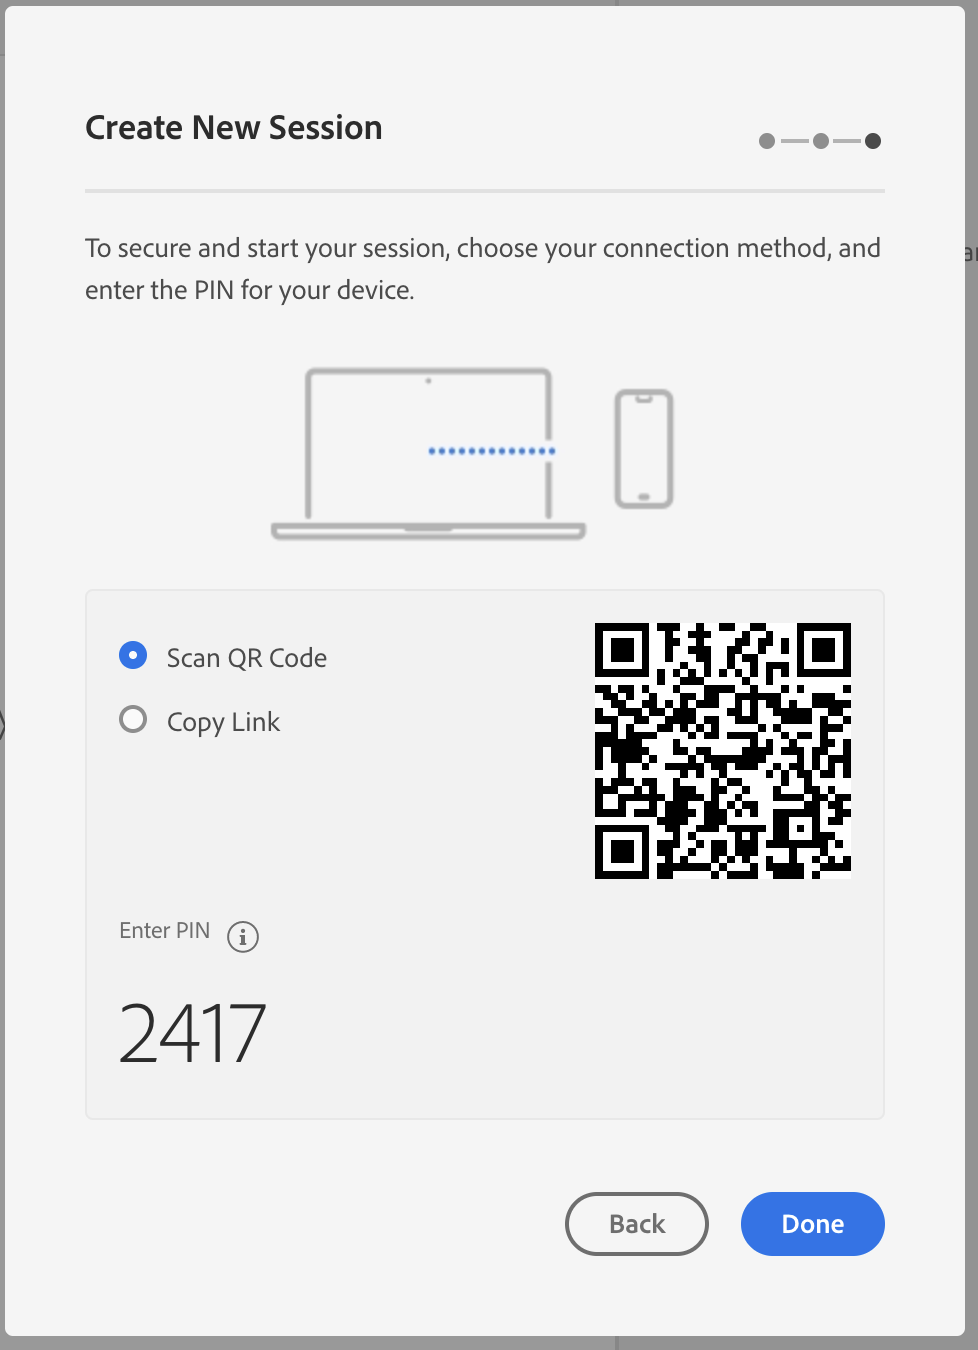 Create New Session
To secure and start your session, choose your connection method, and
enter the PIN for your device.
Scan QR Code
Copy Link
Enter PIN
2417
Back
Done